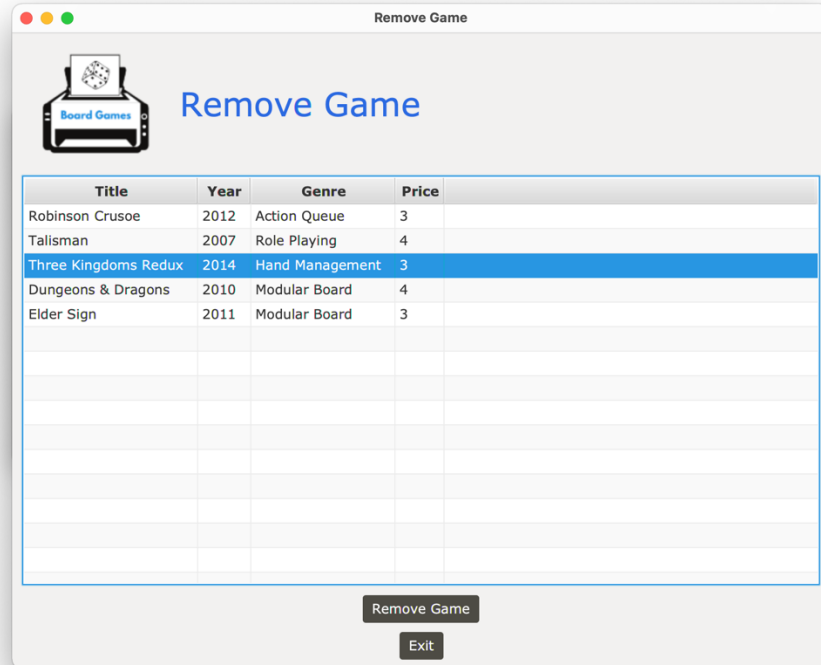 Remove Game
Board Games
Remove Game
Title Year Genre Price
Robinson Crusoe 2012 Action Queue 3
Talisman 2007 Role Playing 4
Three Kingdoms Redux 2014 Hand Management 3
Dungeons & Dragons 2010 Modular Board 4
Elder Sign 2011 Modular Board 3
Remove Game
Exit